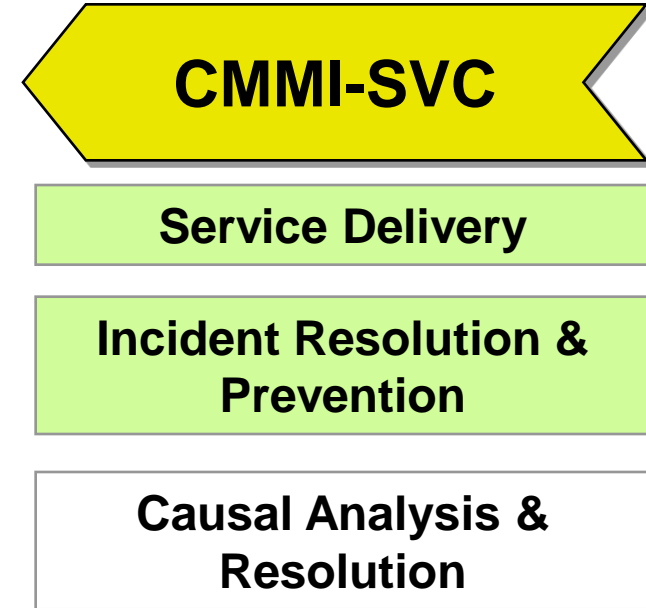 CMMI-SVC
Service Delivery
Incident Resolution &
Prevention
Causal Analysis &
Resolution